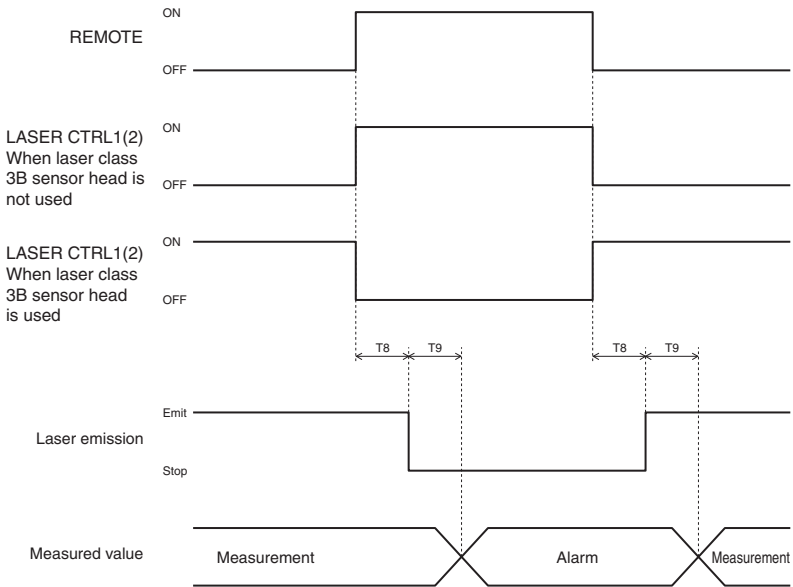 ON
REMOTE
OFF
ON
LASER CTRL1(2)
When laser class
3B sensor head is
not used
OFF
ON
LASER CTRL1(2)
When laser class
3B sensor head
is used
OFF
T8 T9 T8 T9
Emit
Laser emission
Stop
Measured value Measurement Alarm Measurement